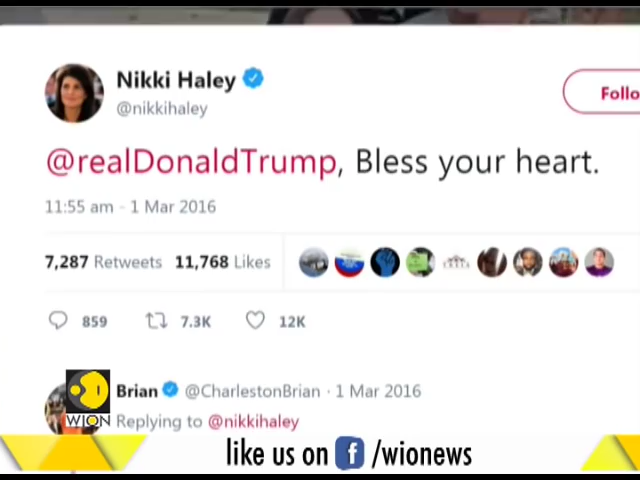 Nikki Haley
@nikkihaley
Follo
@realDonaldTrump, Bless your heart.
11:55 am · 1 Mar 2016
7,287 Retweets 11,768 Likes
859 7.3K 12K
Brian @CharlestonBrian · 1 Mar 2016
Replying to @nikkihaley
WION
like us on f /wionews